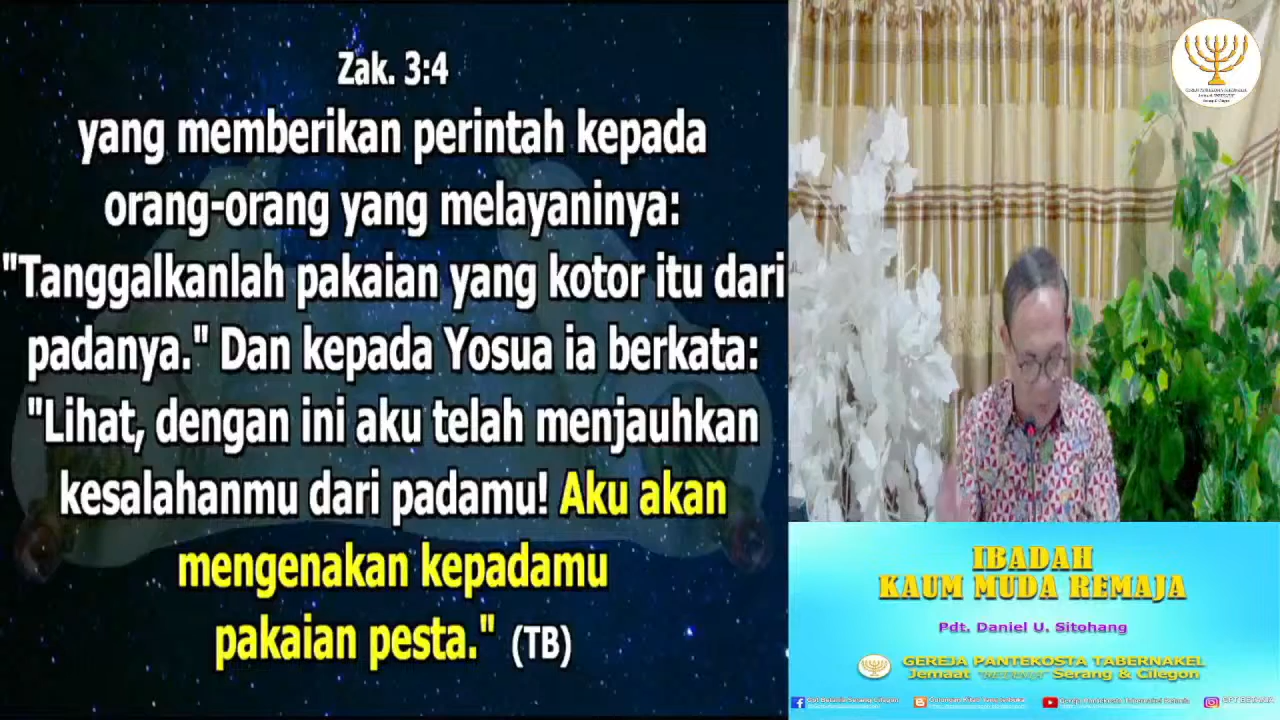 Zak. 3:4
yang memberikan perintah kepada
orang-orang yang melayaninya:
"Tanggalkanlah pakaian yang kotor itu dari
padanya." Dan kepada Yosua ia berkata:
"Lihat, dengan ini aku telah menjauhkan
kesalahanmu dari padamu! Aku akan
mengenakan kepadamu
pakaian pesta." (TB)
IBADAH
KAUM MUDA REMAJA
Pdt. Daniel U. Sitohang
GEREJA PANTEKOSTA TABERNAKEL
Jemaat "BETANIA" Serang & Cilegon